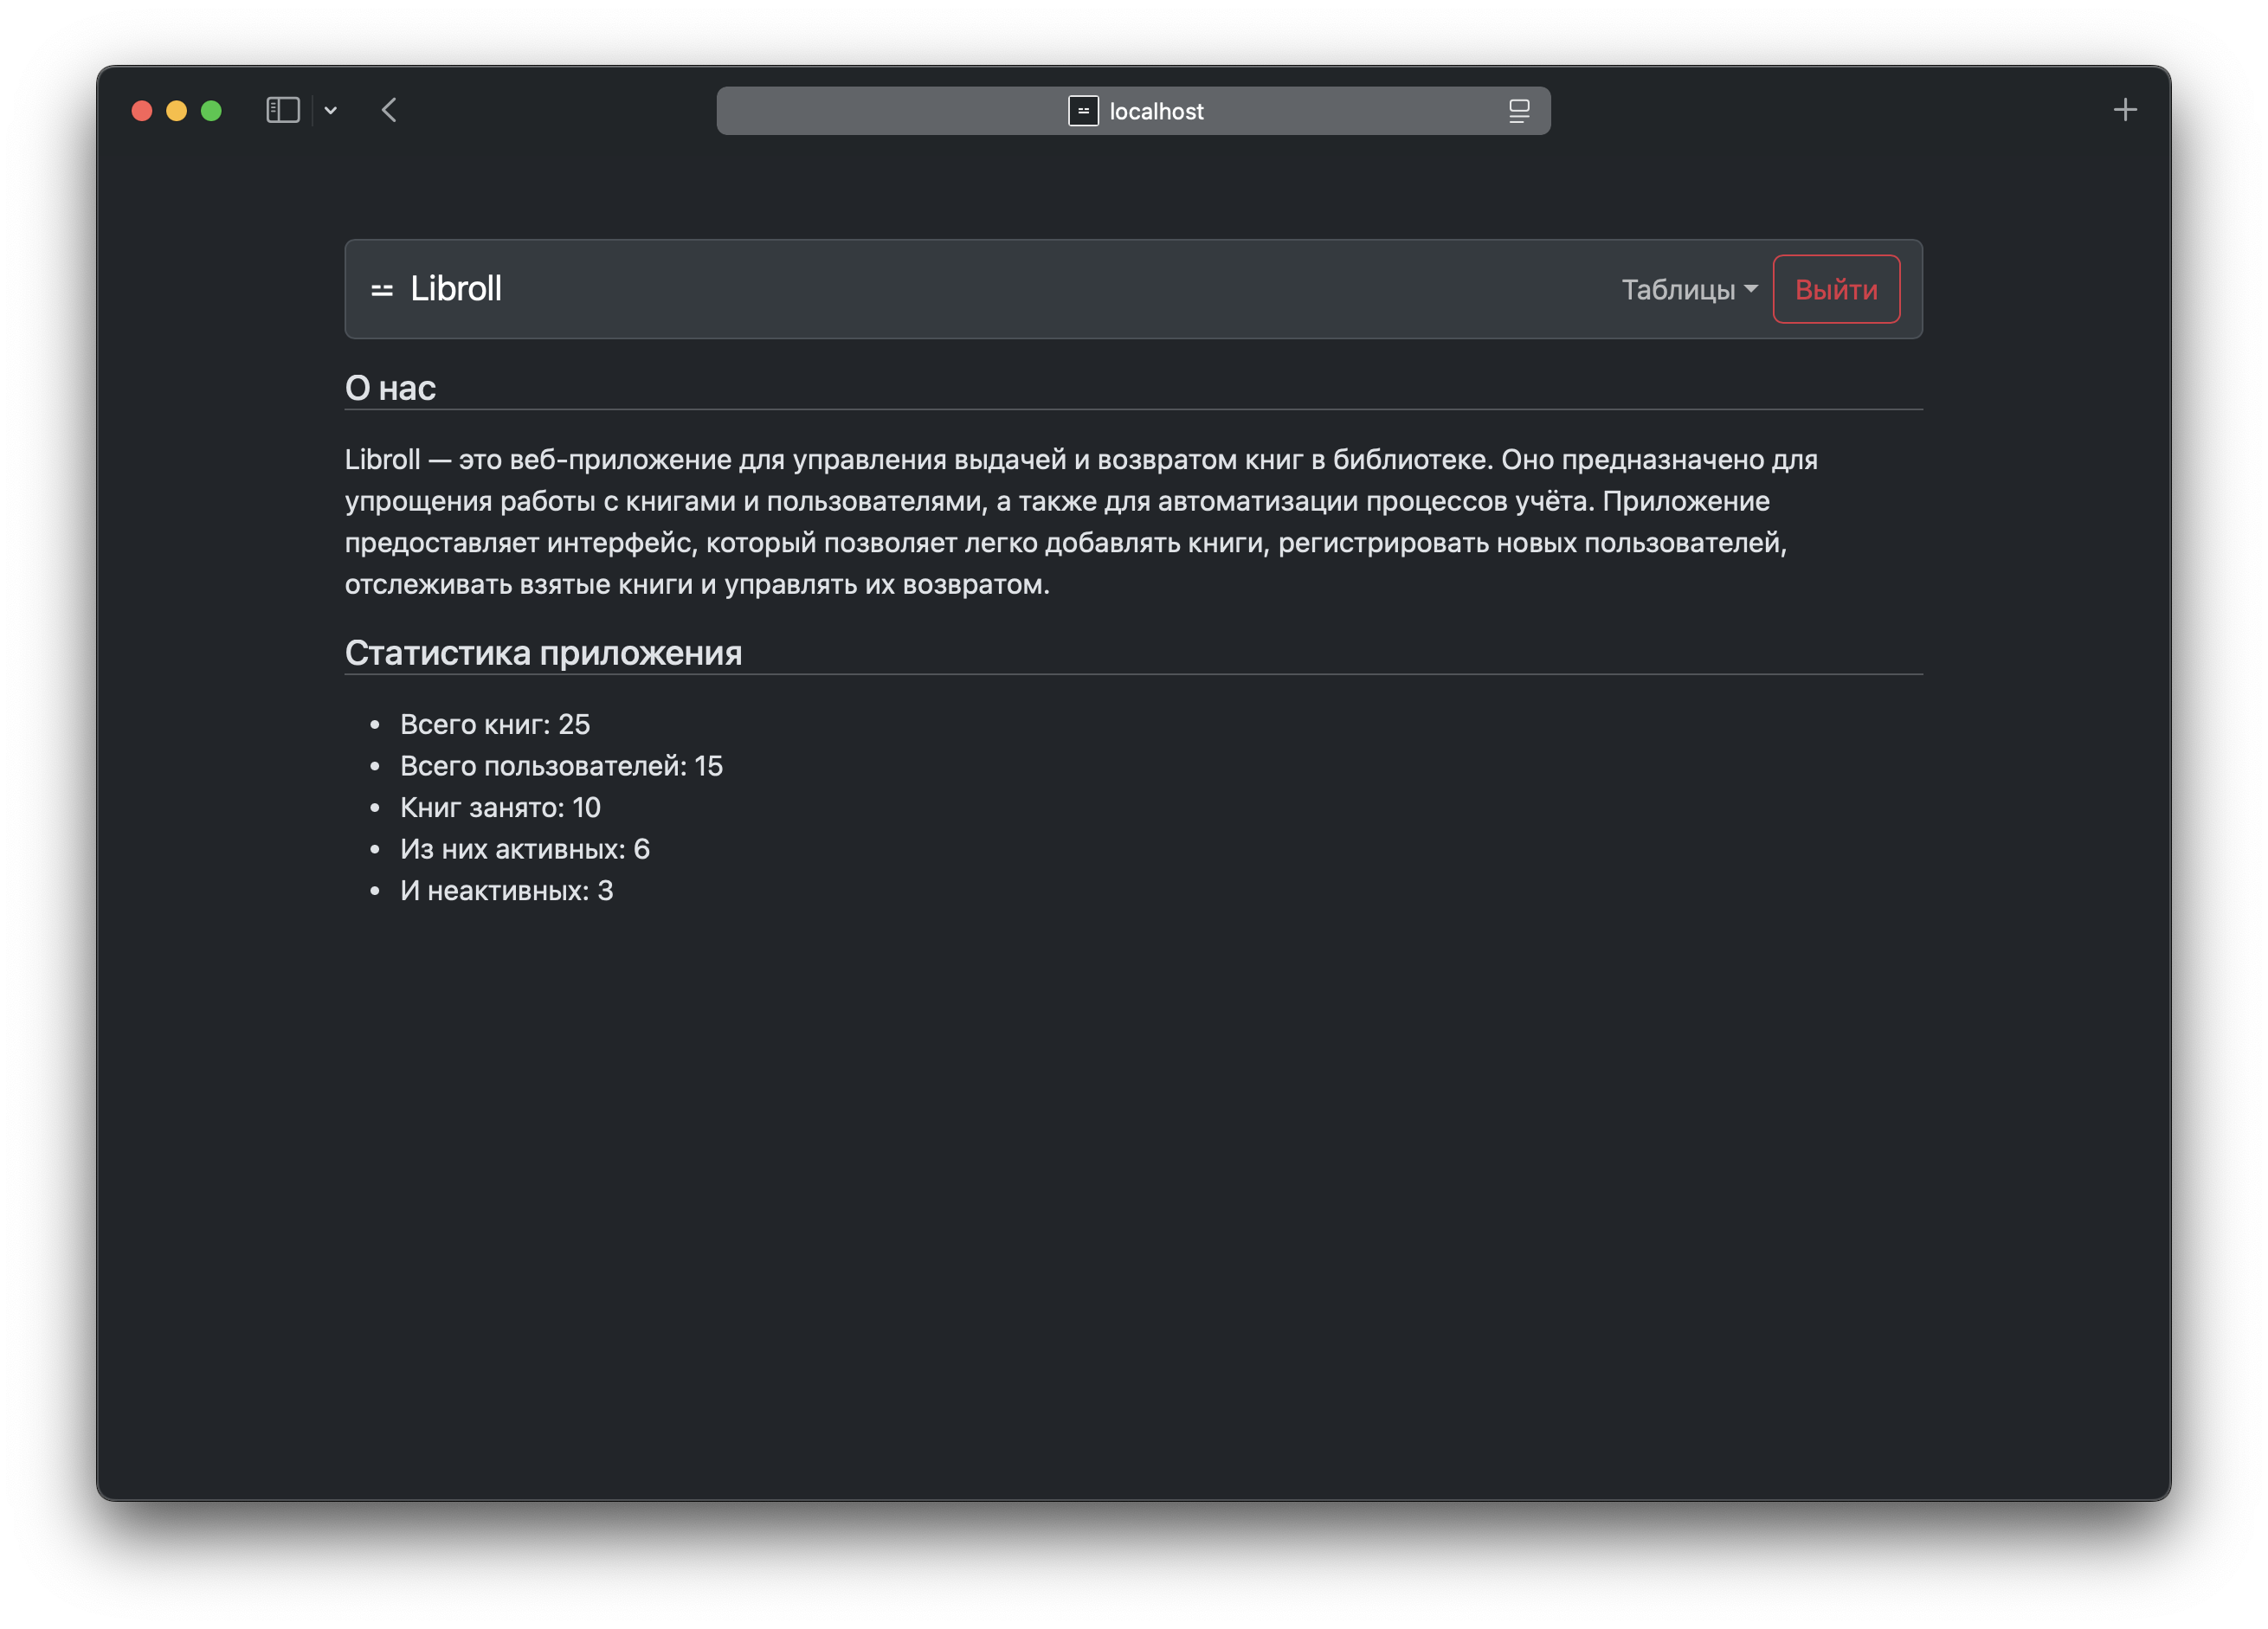 localhost
Libroll
Таблицы
Выйти
О нас
Libroll — это веб-приложение для управления выдачей и возвратом книг в библиотеке. Оно предназначено для
упрощения работы с книгами и пользователями, а также для автоматизации процессов учёта. Приложение
предоставляет интерфейс, который позволяет легко добавлять книги, регистрировать новых пользователей,
отслеживать взятые книги и управлять их возвратом.
Статистика приложения
• Всего книг: 25
• Всего пользователей: 15
• Книг занято: 10
• Из них активных: 6
• И неактивных: 3